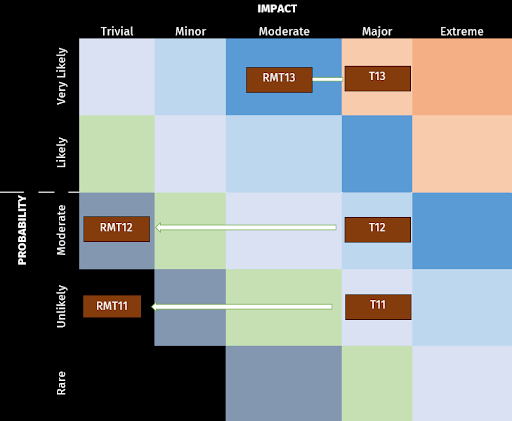 IMPACT
Trivial Minor Moderate Major Extreme
Very Likely
RMT13 T13
Likely
PROBABILITY
Moderate
RMT12 T12
Unlikely
RMT11 T11
Rare